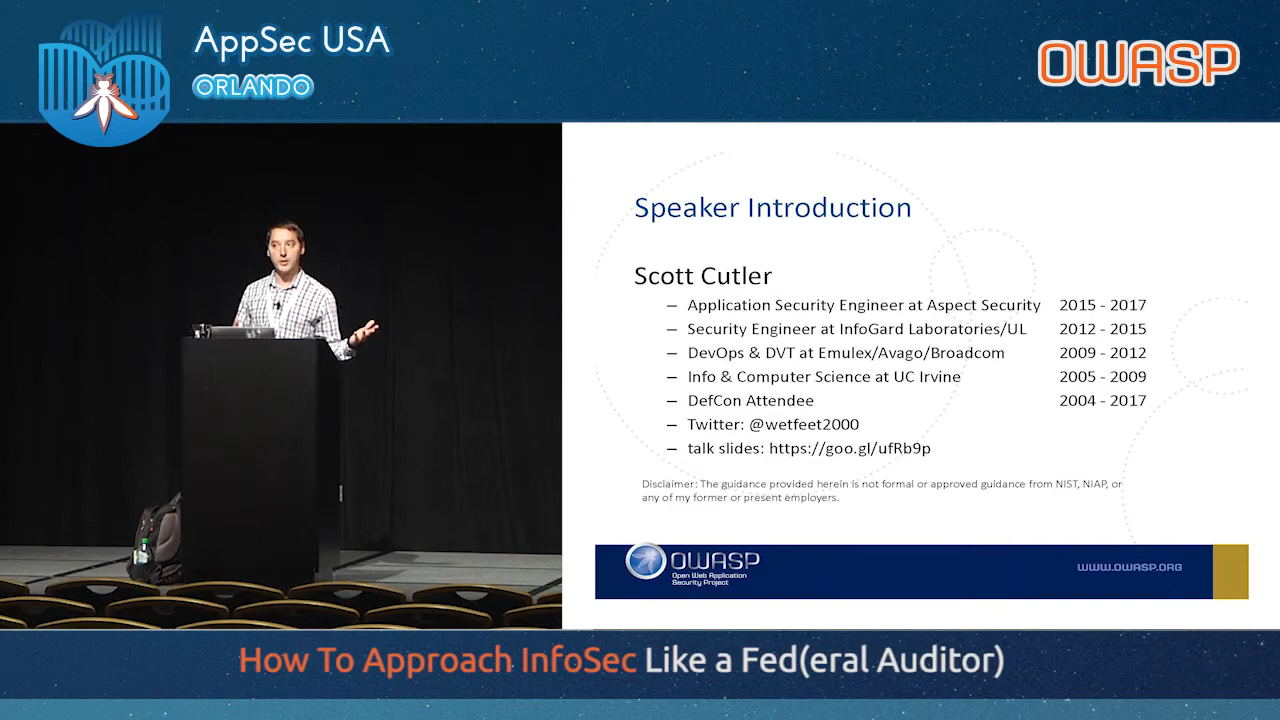 AppSec USA
ORLANDO
OWASP
Speaker Introduction
Scott Cutler
– Application Security Engineer at Aspect Security 2015 - 2017
– Security Engineer at InfoGard Laboratories/UL 2012 - 2015
– DevOps & DVT at Emulex/Avago/Broadcom 2009 - 2012
– Info & Computer Science at UC Irvine 2005 - 2009
– DefCon Attendee 2004 - 2017
– Twitter: @wetfeet2000
– talk slides: https://goo.gl/ufRb9p
Disclaimer: The guidance provided herein is not formal or approved guidance from NIST, NIAP, or
any of my former or present employers.
OWASP
Open Web Application
Security Project
WWW.OWASP.ORG
How To Approach InfoSec Like a Fed(eral Auditor)